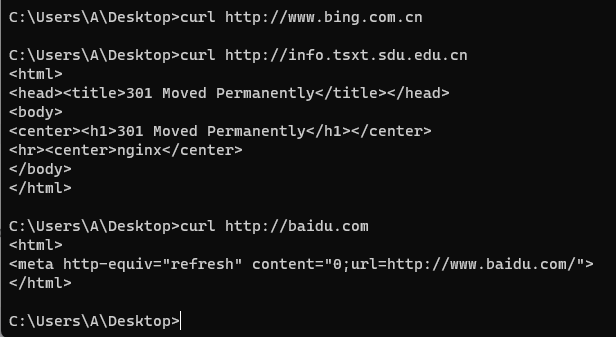 C:\Users\A\Desktop>curl http://www.bing.com.cn
C:\Users\A\Desktop>curl http://info.tsxt.sdu.edu.cn
<html>
<head><title>301 Moved Permanently</title></head>
<body>
<center><h1>301 Moved Permanently</h1></center>
<hr><center>nginx</center>
</body>
</html>
C:\Users\A\Desktop>curl http://baidu.com
<html>
<meta http-equiv="refresh" content="0;url=http://www.baidu.com/">
</html>
C:\Users\A\Desktop>